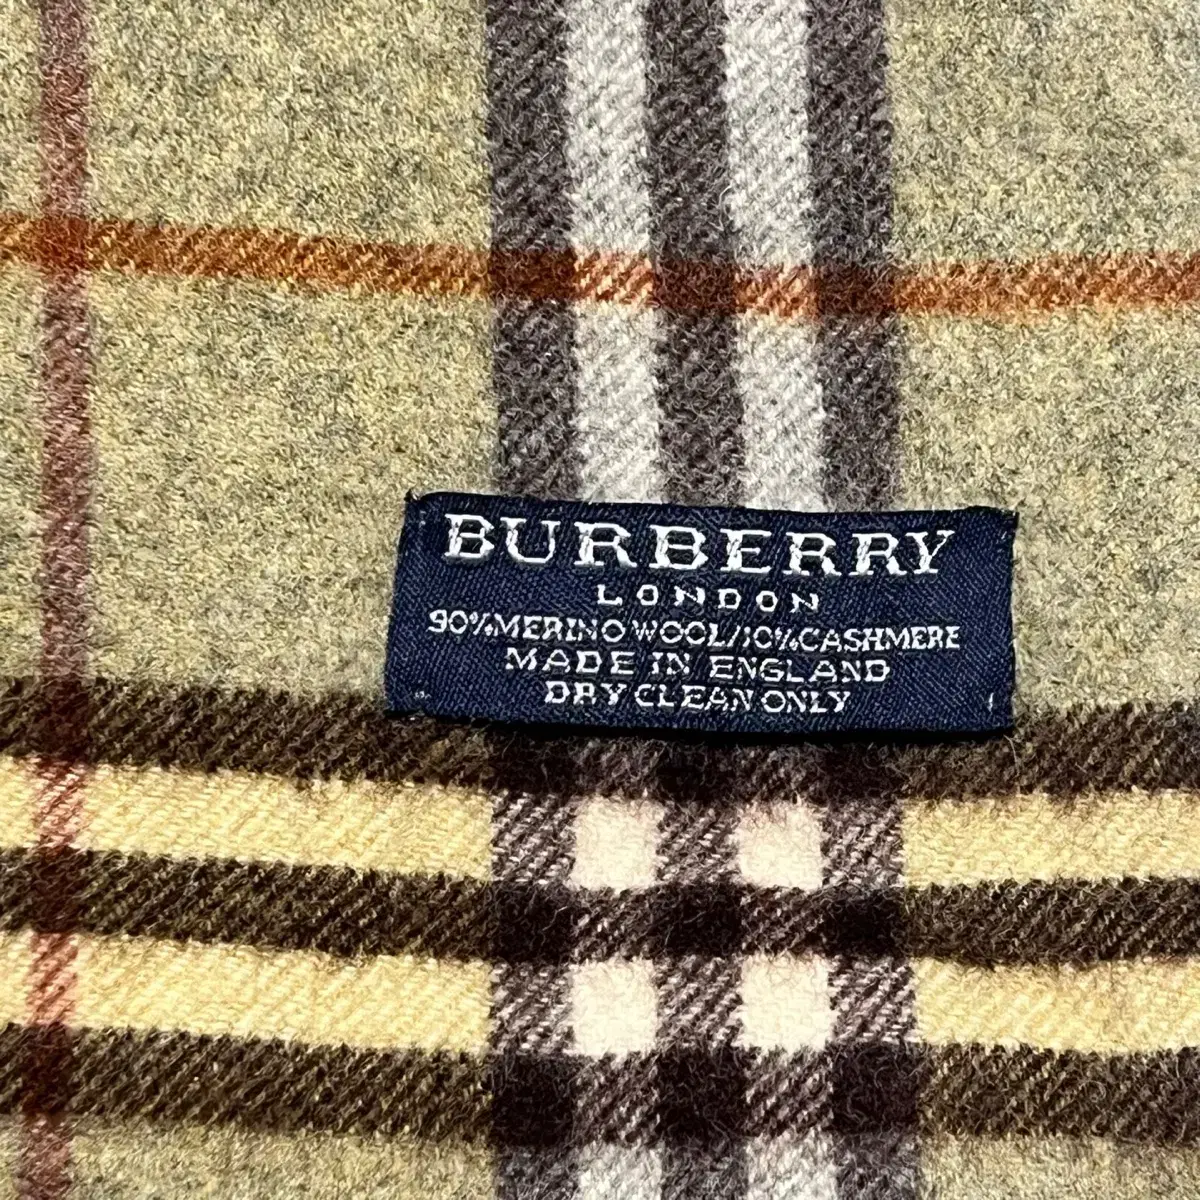 BURBERRY
LONDON
90%MERINO WOOL/10%CASHMERE
MADE IN ENGLAND
DRY CLEAN ONLY